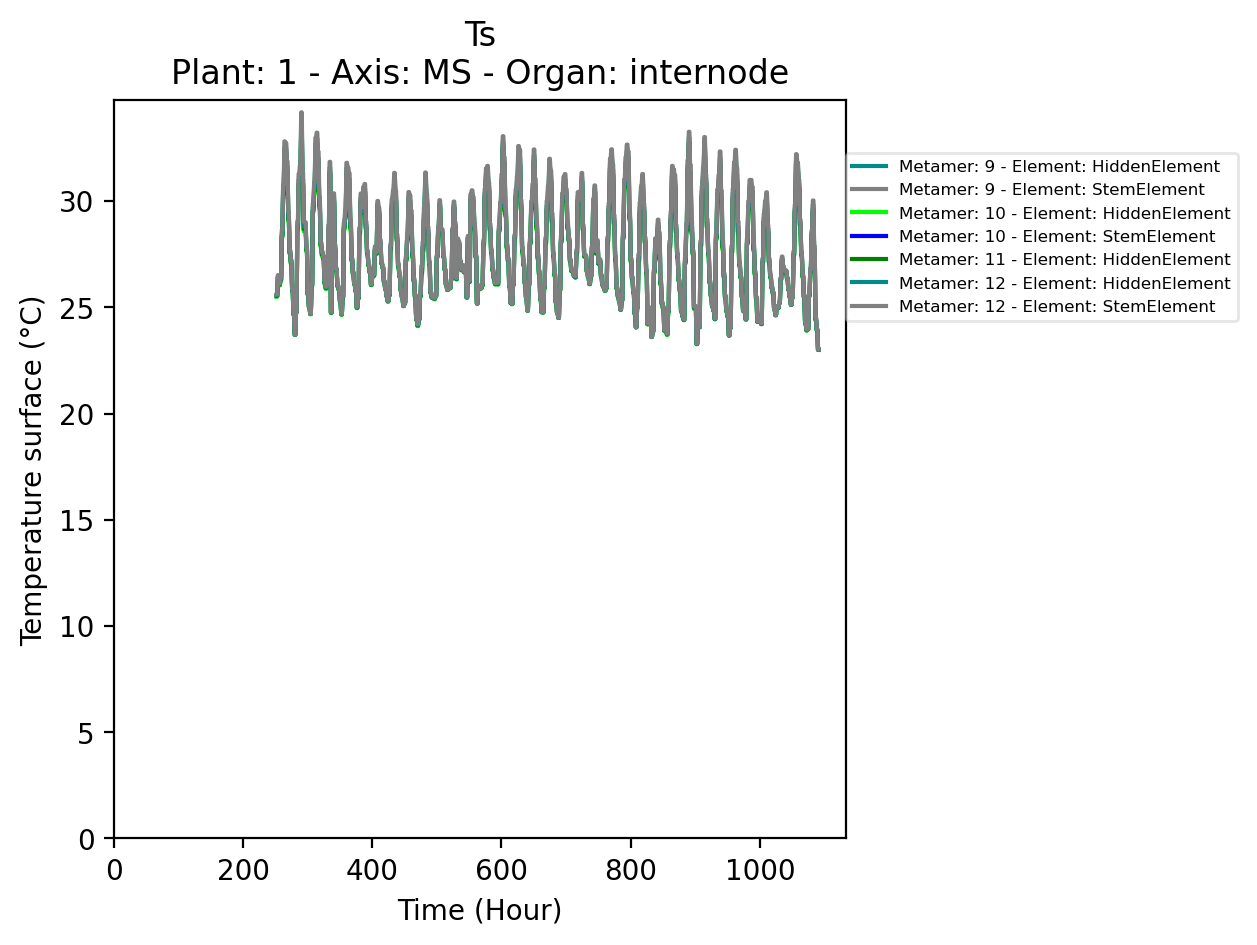 Ts
Plant: 1 - Axis: MS - Organ: internode
Temperature surface (°C)
30
25
20
15
10
5
0
0 200 400 600 800 1000
Time (Hour)
Metamer: 9 - Element: HiddenElement
Metamer: 9 - Element: StemElement
Metamer: 10 - Element: HiddenElement
Metamer: 10 - Element: StemElement
Metamer: 11 - Element: HiddenElement
Metamer: 12 - Element: HiddenElement
Metamer: 12 - Element: StemElement